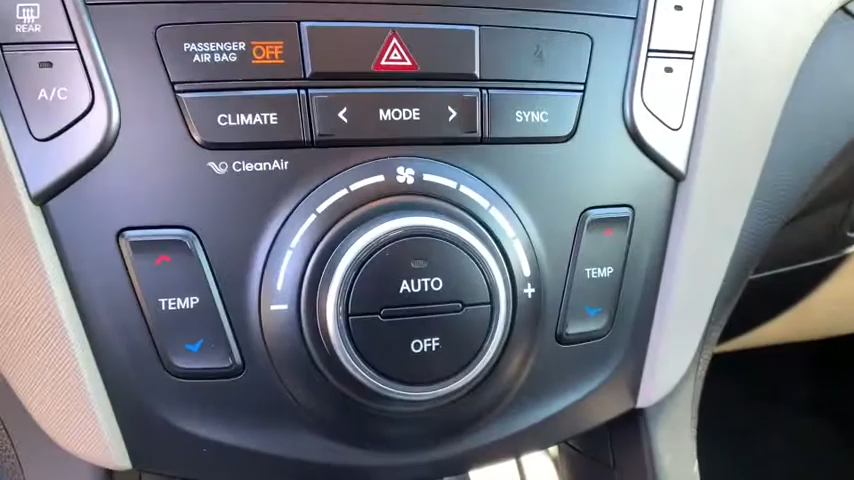 REAR
A/C
PASSENGER
AIR BAG
OFF
CLIMATE
MODE
SYNC
CleanAir
TEMP
AUTO
OFF
TEMP